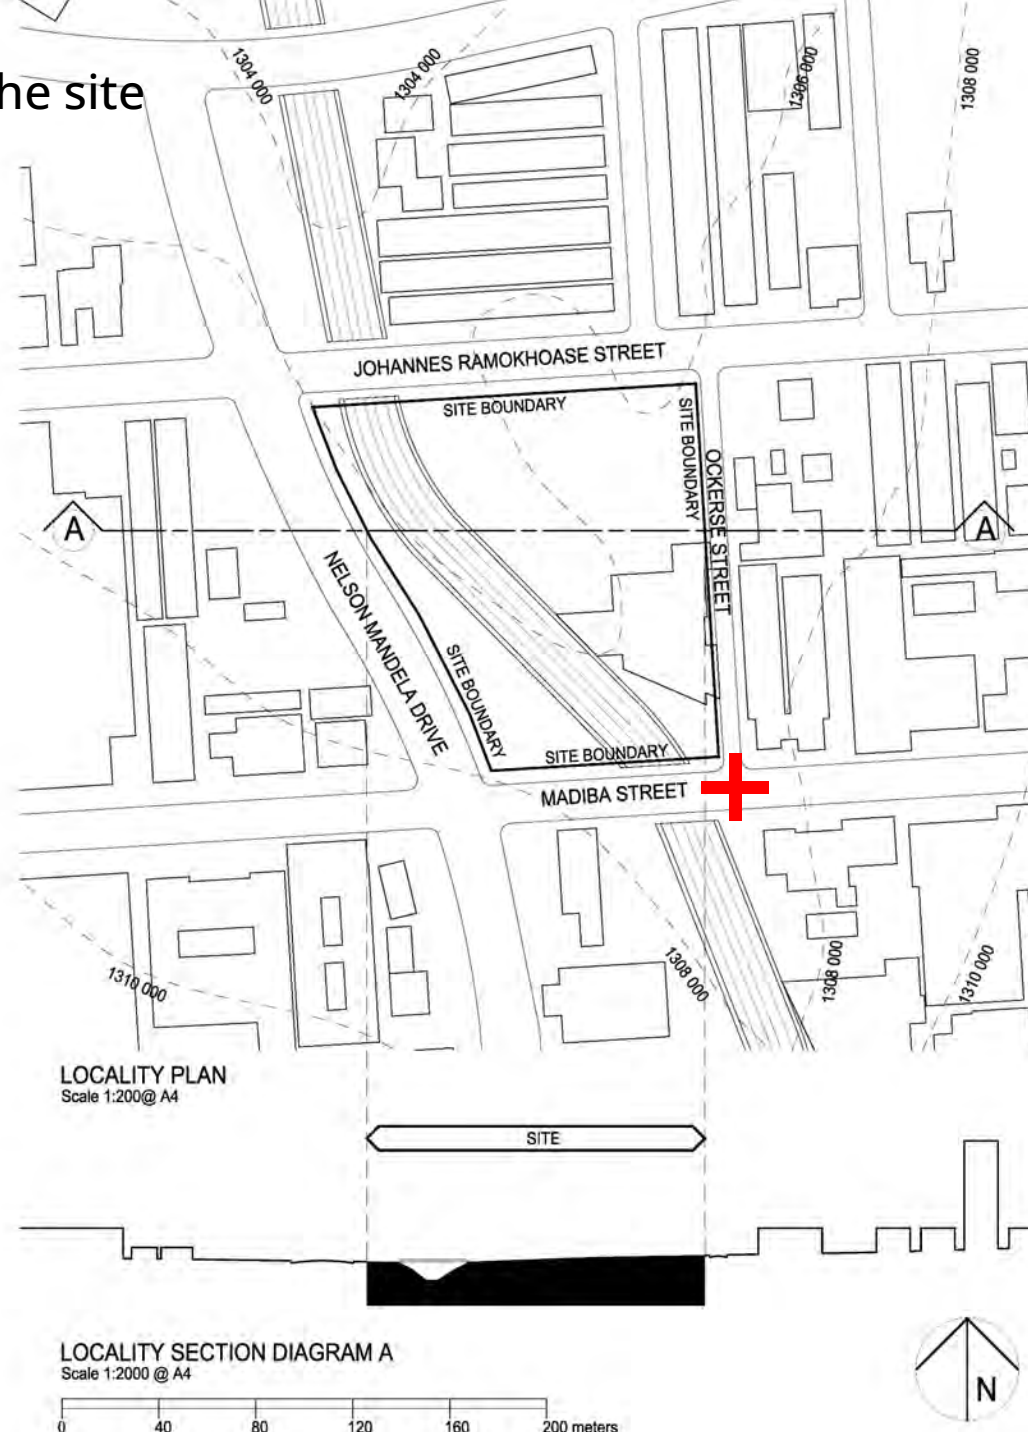 he site
1304 000
1304 000
1306 000
1308 000
JOHANNES RAMOKHOASE STREET
SITE BOUNDARY
SITE BOUNDARY
OCKERSE STREET
A
A
NELSON MANDELA DRIVE
SITE BOUNDARY
SITE BOUNDARY
MADIBA STREET
1310 000
1308 000
1308 000
1310 000
LOCALITY PLAN
Scale 1:200@ A4
SITE
LOCALITY SECTION DIAGRAM A
Scale 1:2000 @ A4
N
0 40 80 120 160 200 meters